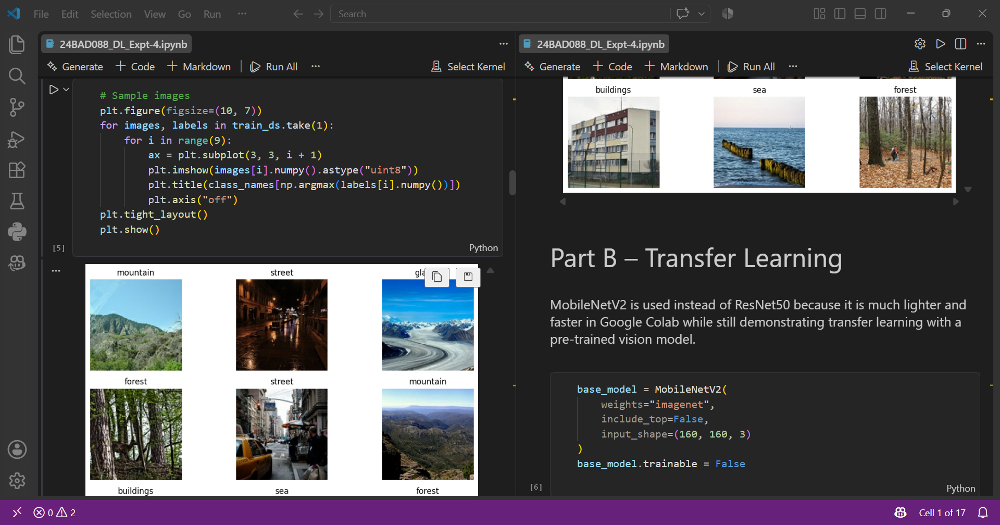 File Edit Selection View Go Run ···
Search
24BAD088_DL_Expt-4.ipynb
Generate + Code + Markdown Run All ··· Select Kernel
# Sample images
plt.figure(figsize=(10, 7))
for images, labels in train_ds.take(1):
    for i in range(9):
        ax = plt.subplot(3, 3, i + 1)
        plt.imshow(images[i].numpy().astype("uint8"))
        plt.title(class_names[np.argmax(labels[i].numpy())])
        plt.axis("off")
plt.tight_layout()
plt.show()
[5]
Python
mountain street
forest street mountain
buildings sea forest
24BAD088_DL_Expt-4.ipynb
Generate + Code + Markdown Run All ··· Select Kernel
buildings sea forest
Part B – Transfer Learning
MobileNetV2 is used instead of ResNet50 because it is much lighter and
faster in Google Colab while still demonstrating transfer learning with a
pre-trained vision model.
base_model = MobileNetV2(
    weights="imagenet",
    include_top=False,
    input_shape=(160, 160, 3)
)
base_model.trainable = False
[6]
Python
0 2
Cell 1 of 17